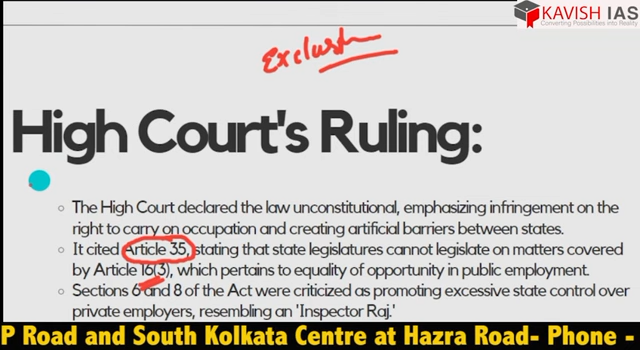 KAVISH IAS
Converting Possibilities into Reality
High Court's Ruling:
The High Court declared the law unconstitutional, emphasizing infringement on the
right to carry on occupation and creating artificial barriers between states.
It cited Article 35, stating that state legislatures cannot legislate on matters covered
by Article 16(3), which pertains to equality of opportunity in public employment.
Sections 6 and 8 of the Act were criticized as promoting excessive state control over
private employers, resembling an 'Inspector Raj.'
P Road and South Kolkata Centre at Hazra Road- Phone -